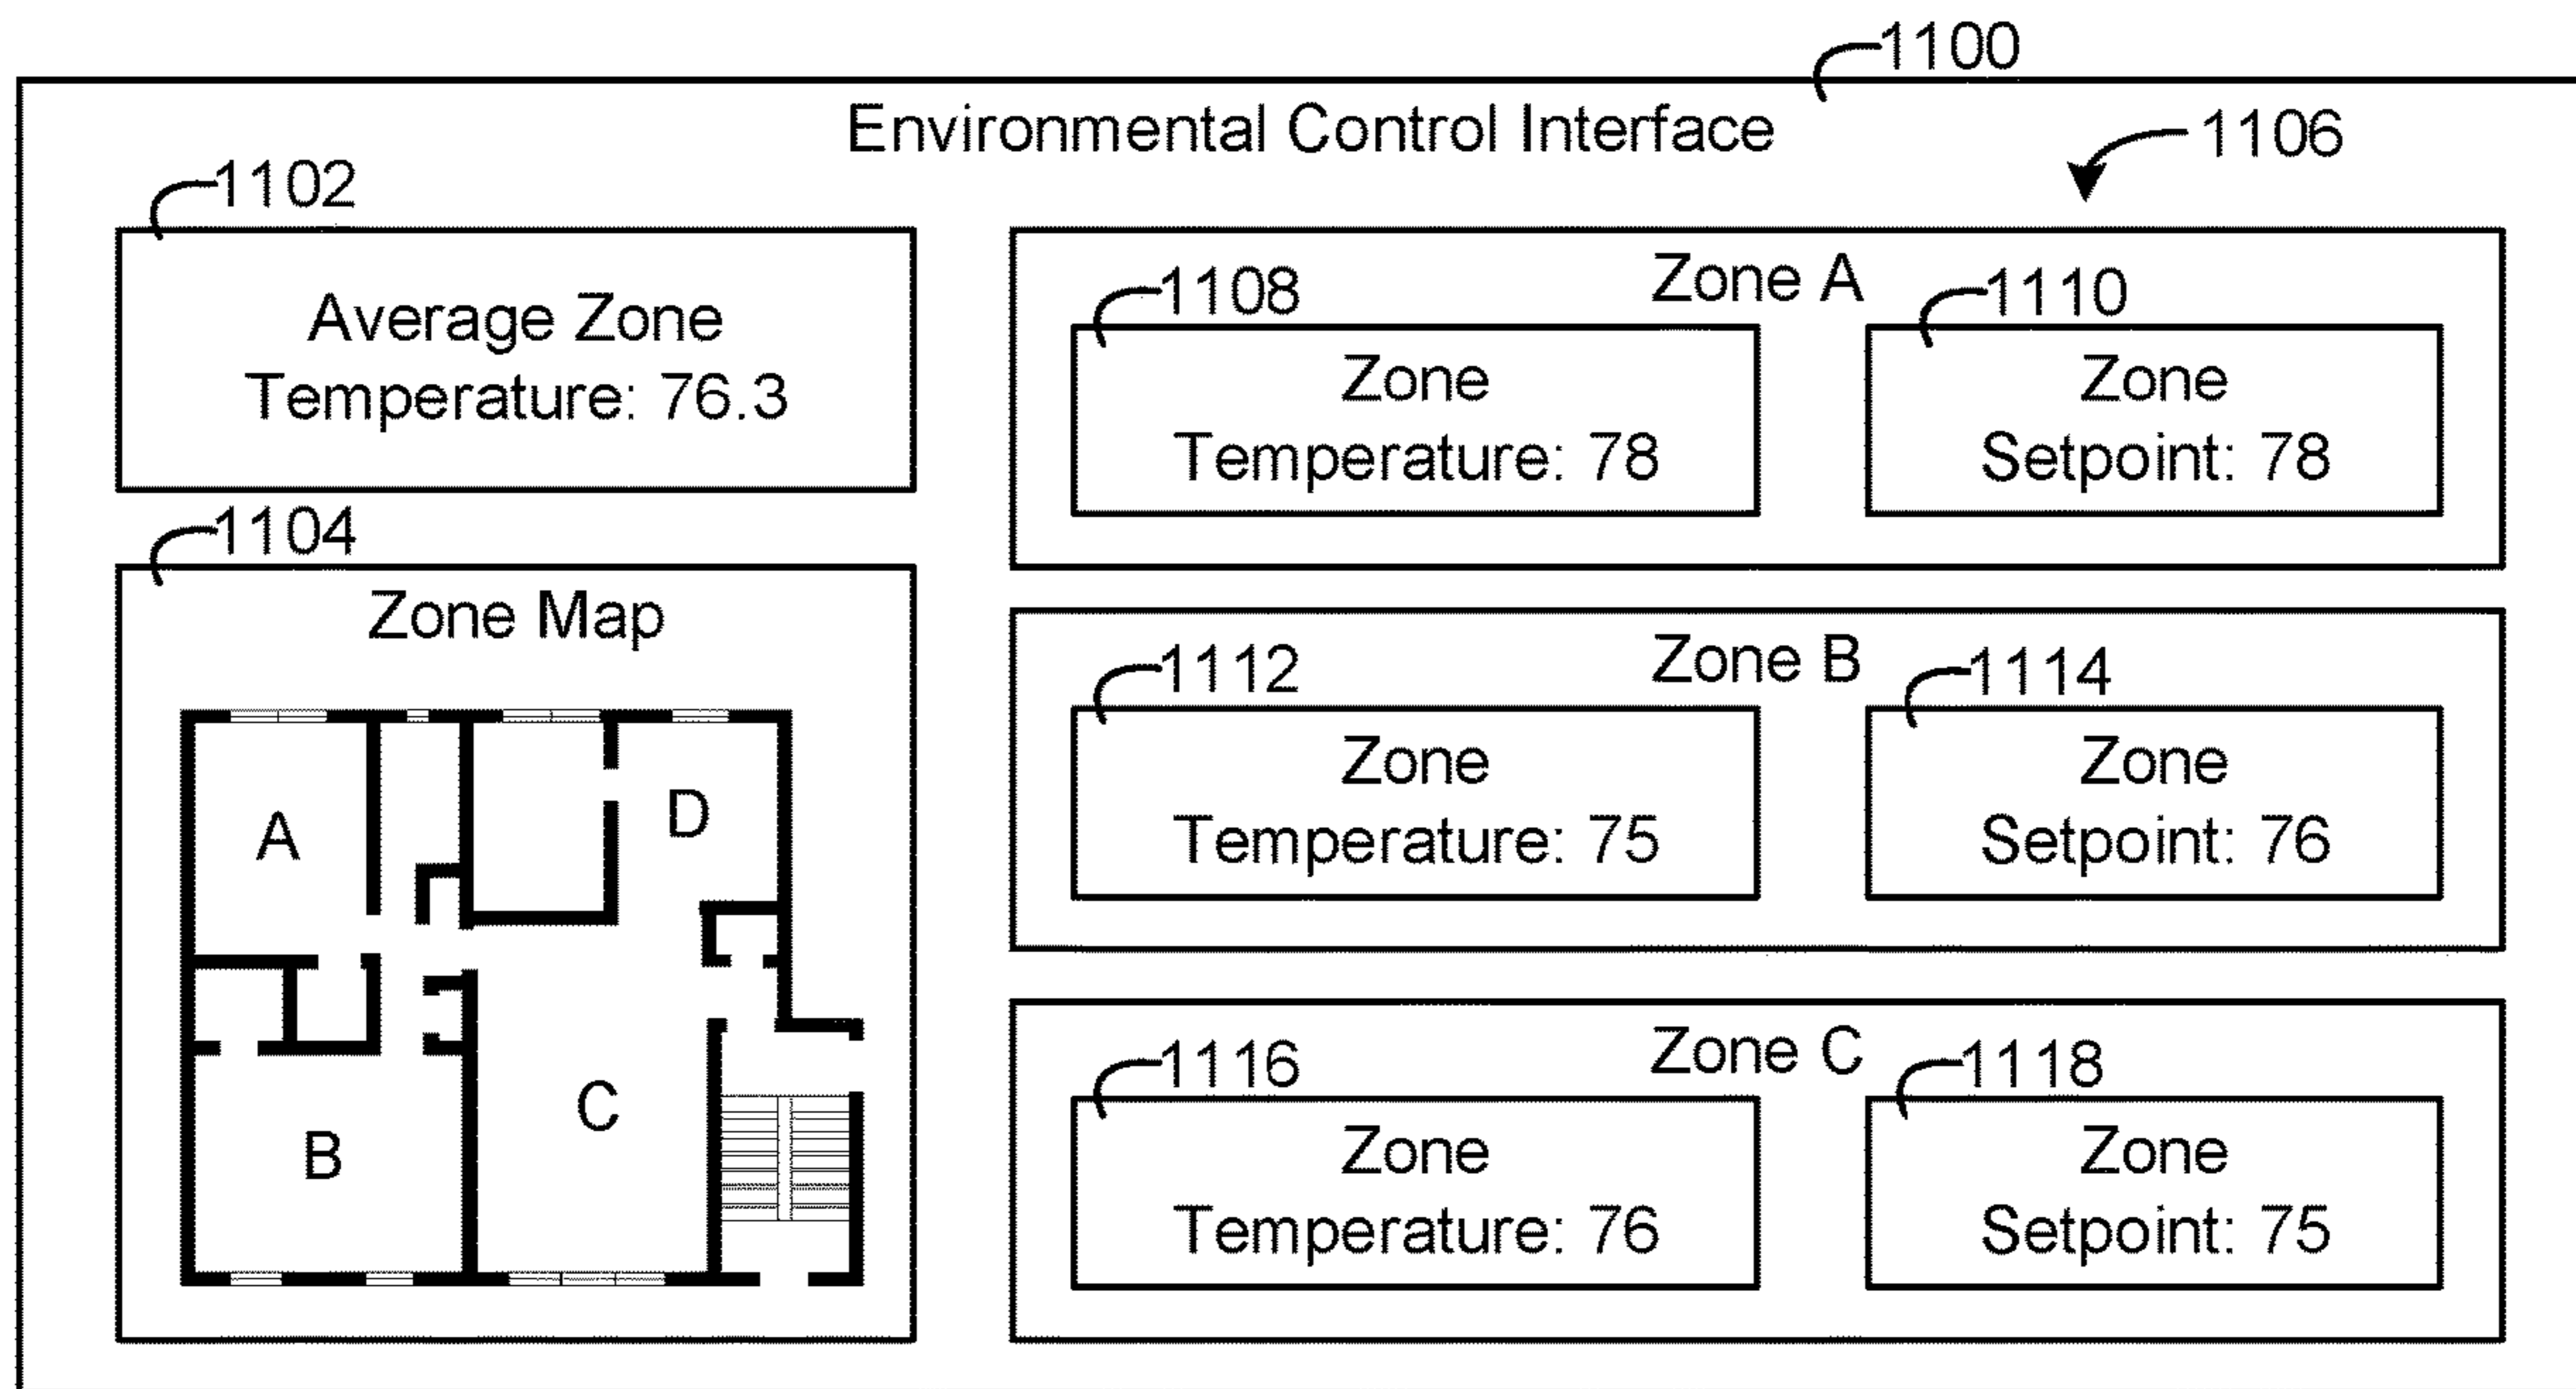 1100
Environmental Control Interface
1106
1102
Average Zone
Temperature: 76.3
1104
Zone Map
A
D
B
C
Zone A
1108
Zone
Temperature: 78
1110
Zone
Setpoint: 78
Zone B
1112
Zone
Temperature: 75
1114
Zone
Setpoint: 76
Zone C
1116
Zone
Temperature: 76
1118
Zone
Setpoint: 75